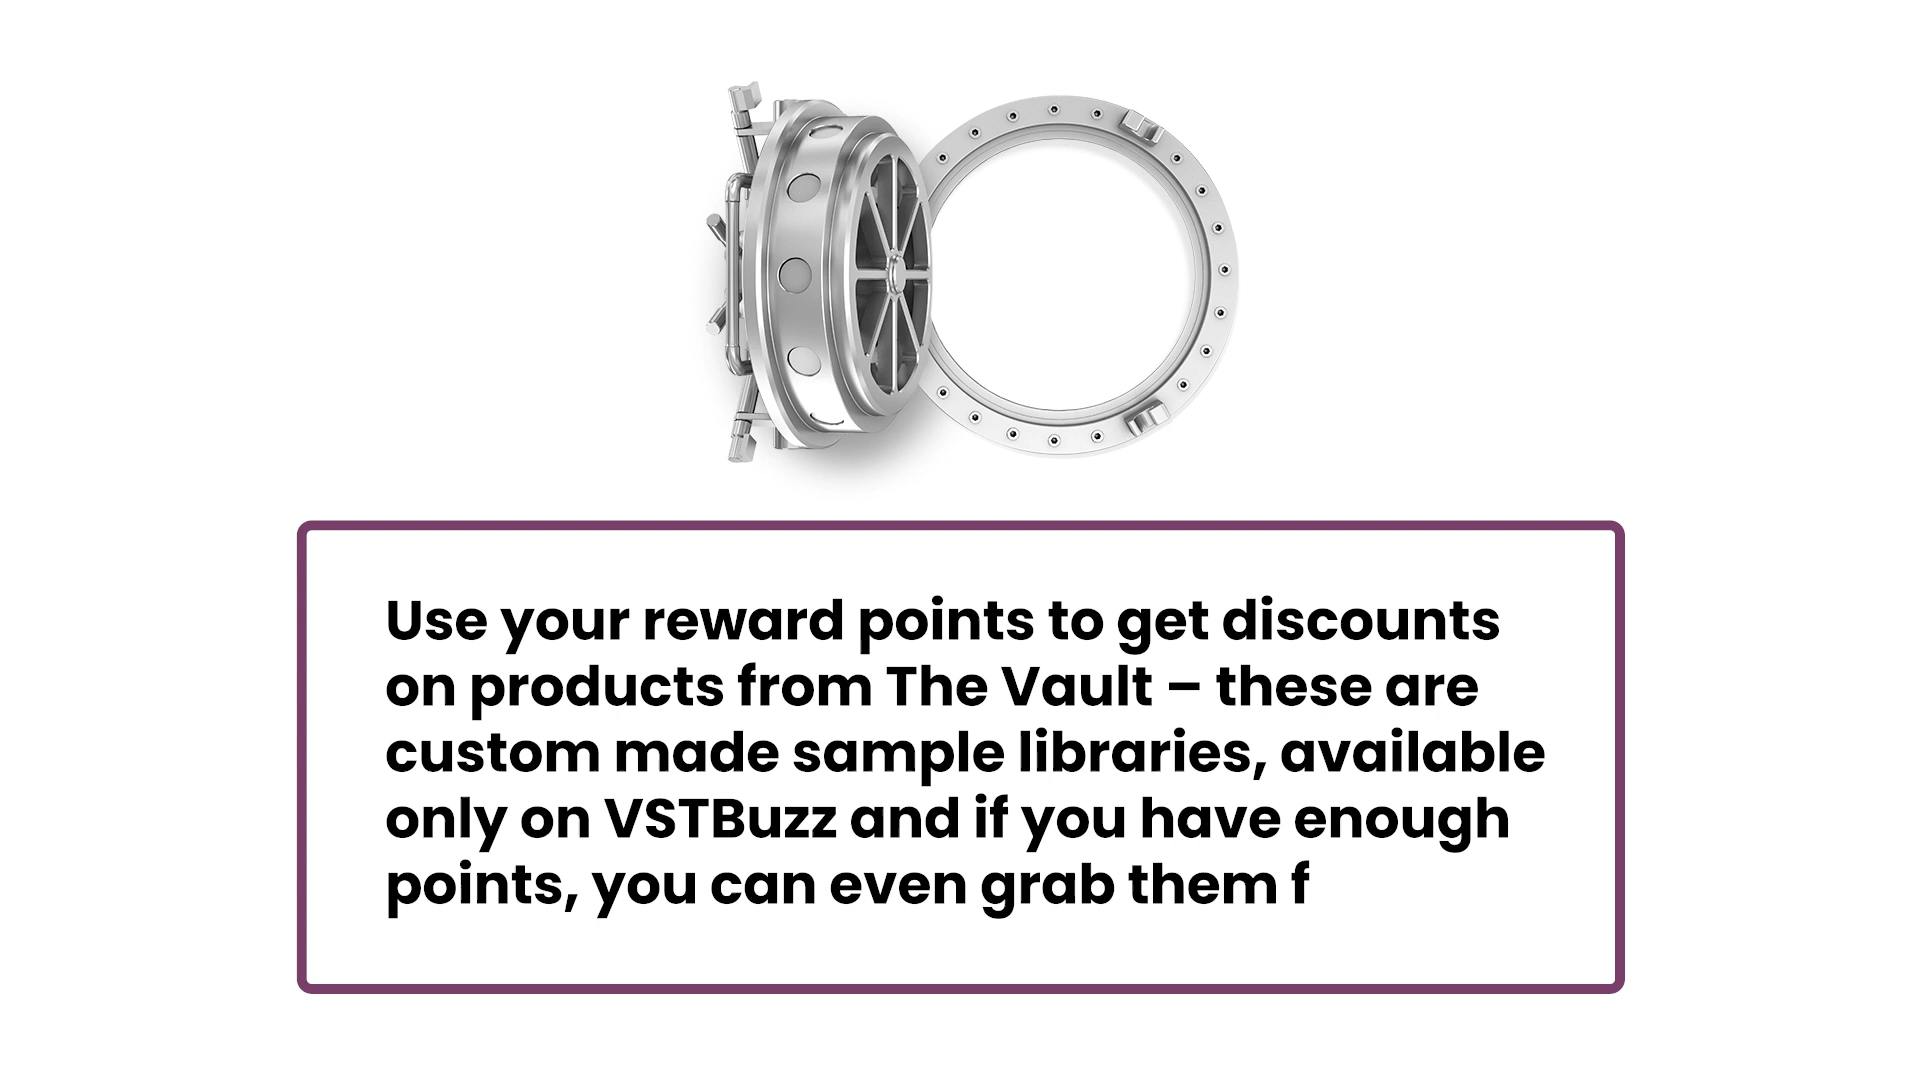 Use your reward points to get discounts
on products from The Vault – these are
custom made sample libraries, available
only on VSTBuzz and if you have enough
points, you can even grab them f